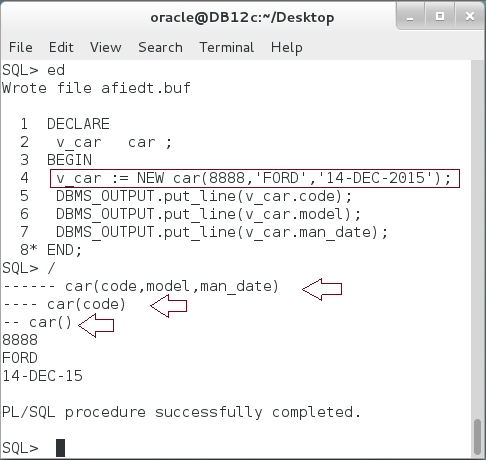 oracle@DB12c:~/Desktop
File Edit View Search Terminal Help
SQL> ed
Wrote file afiedt.buf
1 DECLARE
2 v_car car ;
3 BEGIN
4 v_car := NEW car(8888,'FORD','14-DEC-2015');
5 DBMS_OUTPUT.put_line(v_car.code);
6 DBMS_OUTPUT.put_line(v_car.model);
7 DBMS_OUTPUT.put_line(v_car.man_date);
8* END;
SQL> /
------ car(code,model,man_date)
---- car(code)
-- car()
8888
FORD
14-DEC-15
PL/SQL procedure successfully completed.
SQL>